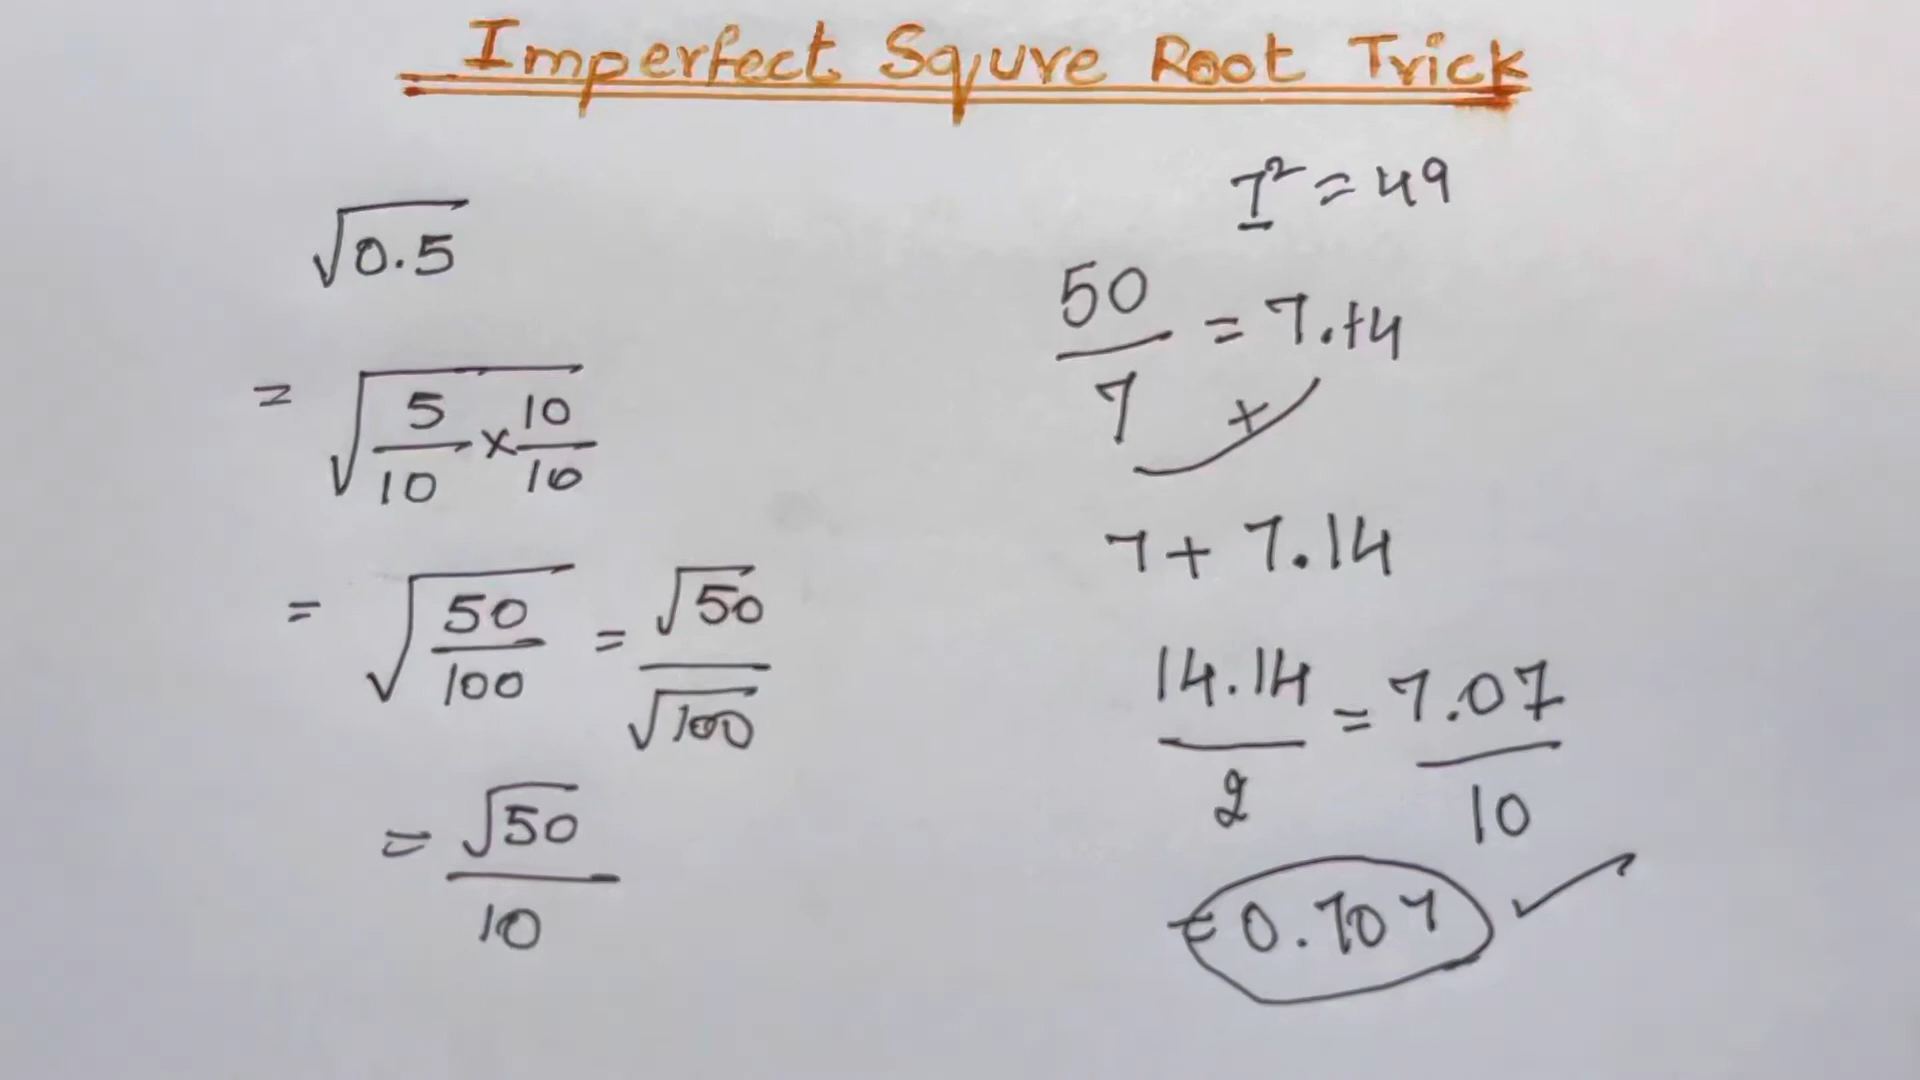 Imperfect Squre Root Trick
√0.5
= √(5/10 × 10/10)
= √(50/100) = √50/√100
= √50/10
7² = 49
50/7 = 7.14
+
7 + 7.14
14.14/2 = 7.07/10
= 0.707 ✓